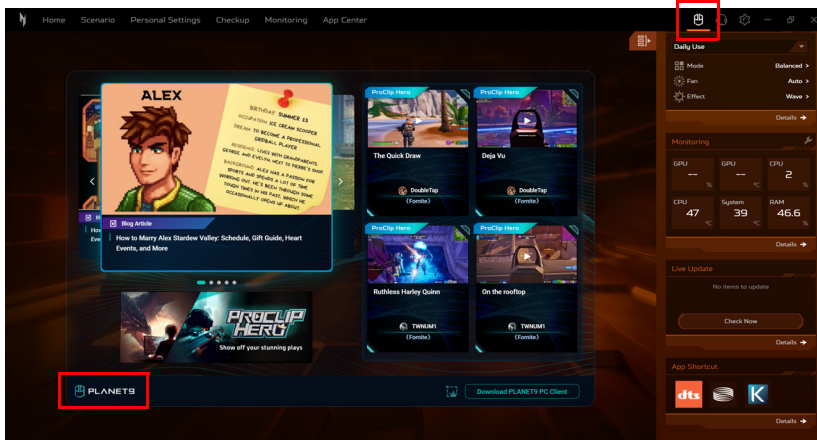 Home Scenario Personal Settings Checkup Monitoring App Center
ALEX
BIRTHDAY: SUMMER 13
OCCUPATION: ICE CREAM SCOOPER
DREAM: TO BECOME A PROFESSIONAL
GRIDBALL PLAYER
RESIDENCE: LIVES WITH GRANDPARENTS,
GEORGE AND EVELYN, NEXT TO PIERRE'S SHOP
BACKGROUND: ALEX HAS A PASSION FOR
SPORTS AND SPENDS A LOT OF TIME
WORKING OUT. HE'S BEEN THROUGH SOME
TOUGH TIMES IN HIS PAST, WHICH HE
OCCASIONALLY OPENS UP ABOUT.
Blog Article
How to Marry Alex Stardew Valley: Schedule, Gift Guide, Heart
Events, and More
PROCLIP
HERO
Show off your stunning plays
ProClip Hero
The Quick Draw
DoubleTap
(Fornite)
ProClip Hero
Deja Vu
DoubleTap
(Fornite)
ProClip Hero
Ruthless Harley Quinn
TWNUM1
(Fornite)
ProClip Hero
On the rooftop
TWNUM1
(Fornite)
PLANET9
Download PLANET9 PC Client
Daily Use
Mode Balanced >
Fan Auto >
Effect Wave >
Details →
Monitoring
GPU GPU CPU
-- -- 2
% °C %
CPU System RAM
47 39 46.6
°C °C %
Details →
Live Update
No items to update
Check Now
Details →
App Shortcut
dts K
Details →